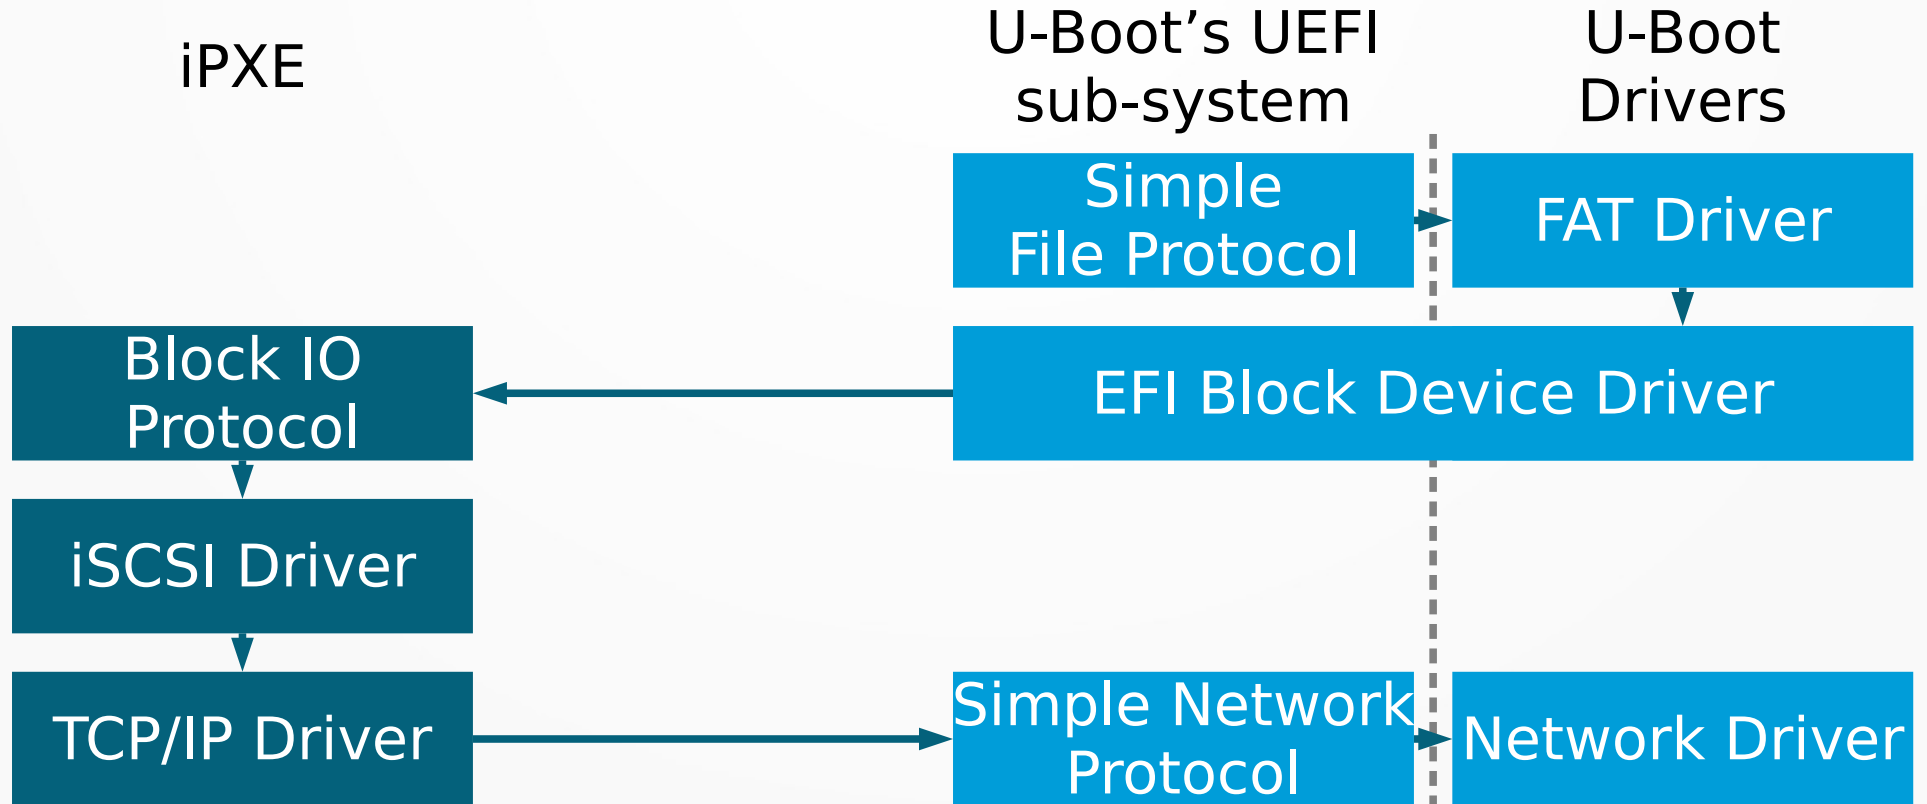 iPXE
U-Boot’s UEFI
sub-system
U-Boot
Drivers
Simple
File Protocol
FAT Driver
Block IO
Protocol
EFI Block Device Driver
iSCSI Driver
TCP/IP Driver
Simple Network
Protocol
Network Driver